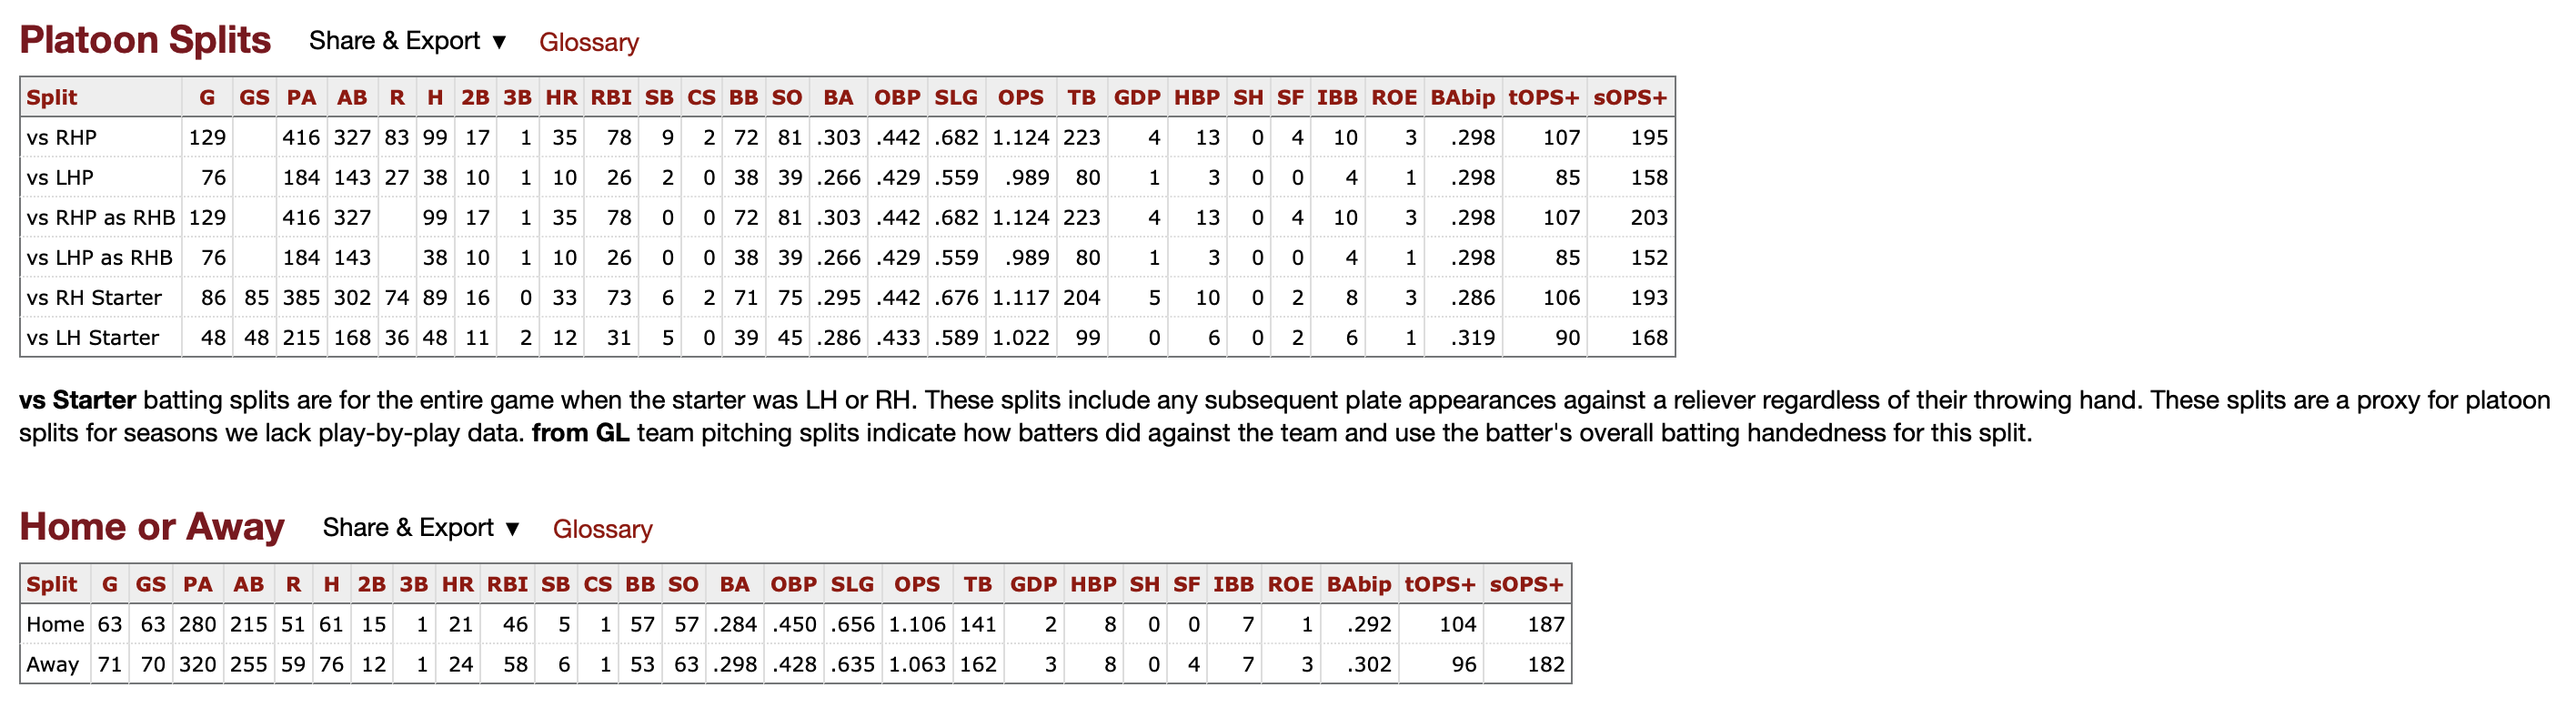 Platoon Splits Share & Export ▼ Glossary
Split G GS PA AB R H 2B 3B HR RBI SB CS BB SO BA OBP SLG OPS TB GDP HBP SH SF IBB ROE BAbip tOPS+ sOPS+
vs RHP 129 416 327 83 99 17 1 35 78 9 2 72 81 .303 .442 .682 1.124 223 4 13 0 4 10 3 .298 107 195
vs LHP 76 184 143 27 38 10 1 10 26 2 0 38 39 .266 .429 .559 .989 80 1 3 0 0 4 1 .298 85 158
vs RHP as RHB 129 416 327 99 17 1 35 78 0 0 72 81 .303 .442 .682 1.124 223 4 13 0 4 10 3 .298 107 203
vs LHP as RHB 76 184 143 38 10 1 10 26 0 0 38 39 .266 .429 .559 .989 80 1 3 0 0 4 1 .298 85 152
vs RH Starter 86 85 385 302 74 89 16 0 33 73 6 2 71 75 .295 .442 .676 1.117 204 5 10 0 2 8 3 .286 106 193
vs LH Starter 48 48 215 168 36 48 11 2 12 31 5 0 39 45 .286 .433 .589 1.022 99 0 6 0 2 6 1 .319 90 168
vs Starter batting splits are for the entire game when the starter was LH or RH. These splits include any subsequent plate appearances against a reliever regardless of their throwing hand. These splits are a proxy for platoon
splits for seasons we lack play-by-play data. from GL team pitching splits indicate how batters did against the team and use the batter's overall batting handedness for this split.
Home or Away Share & Export ▼ Glossary
Split G GS PA AB R H 2B 3B HR RBI SB CS BB SO BA OBP SLG OPS TB GDP HBP SH SF IBB ROE BAbip tOPS+ sOPS+
Home 63 63 280 215 51 61 15 1 21 46 5 1 57 57 .284 .450 .656 1.106 141 2 8 0 0 7 1 .292 104 187
Away 71 70 320 255 59 76 12 1 24 58 6 1 53 63 .298 .428 .635 1.063 162 3 8 0 4 7 3 .302 96 182